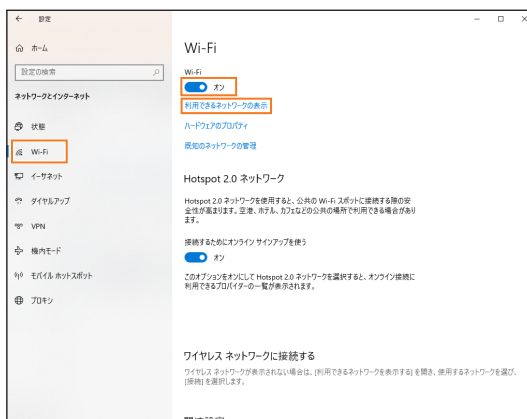 設定
ホーム
設定の検索
ネットワークとインターネット
状態
Wi-Fi
イーサネット
ダイヤルアップ
VPN
機内モード
モバイル ホットスポット
プロキシ
Wi-Fi
Wi-Fi
オン
利用できるネットワークの表示
ハードウェアのプロパティ
既知のネットワークの管理
Hotspot 2.0 ネットワーク
Hotspot 2.0 ネットワークを使用すると、公共の Wi-Fi スポットに接続する際の安
全性が高まります。空港、ホテル、カフェなどの公共の場所で利用できる場合があり
ます。
接続するためにオンライン サインアップを使う
オン
このオプションをオンにして Hotspot 2.0 ネットワークを選択すると、オンライン接続に
利用できるプロバイダーの一覧が表示されます。
ワイヤレス ネットワークに接続する
ワイヤレス ネットワークが表示されない場合は、[利用できるネットワークを表示する] を開き、使用するネットワークを選び、
[接続] を選択します。